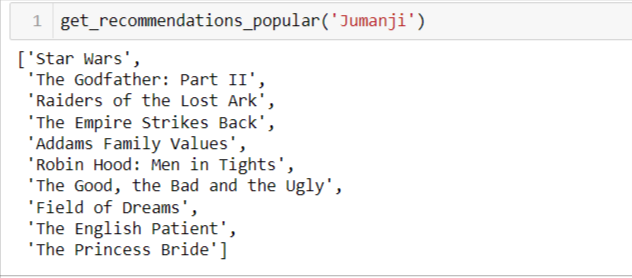 1 get_recommendations_popular('Jumanji')
['Star Wars',
 'The Godfather: Part II',
 'Raiders of the Lost Ark',
 'The Empire Strikes Back',
 'Addams Family Values',
 'Robin Hood: Men in Tights',
 'The Good, the Bad and the Ugly',
 'Field of Dreams',
 'The English Patient',
 'The Princess Bride']